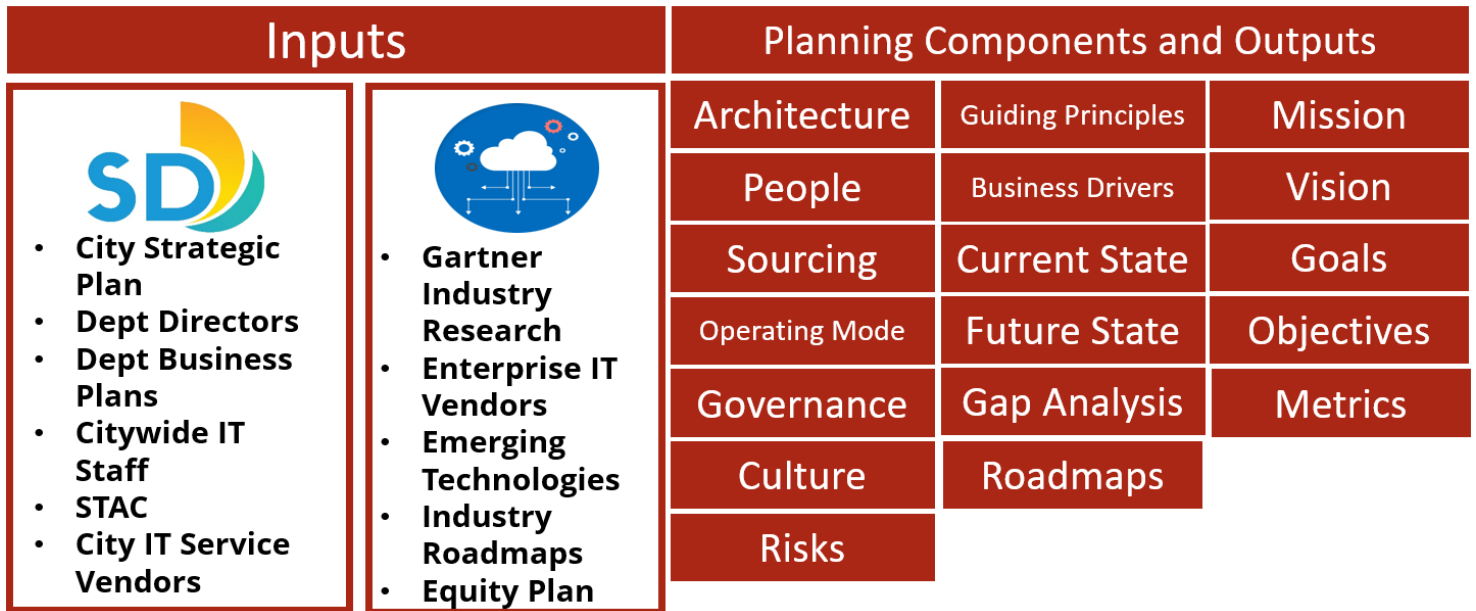 Inputs
SD
• City Strategic
Plan
• Dept Directors
• Dept Business
Plans
• Citywide IT
Staff
• STAC
• City IT Service
Vendors
• Gartner
Industry
Research
• Enterprise IT
Vendors
• Emerging
Technologies
• Industry
Roadmaps
• Equity Plan
Planning Components and Outputs
Architecture
People
Sourcing
Operating Mode
Governance
Culture
Risks
Guiding Principles
Business Drivers
Current State
Future State
Gap Analysis
Roadmaps
Mission
Vision
Goals
Objectives
Metrics